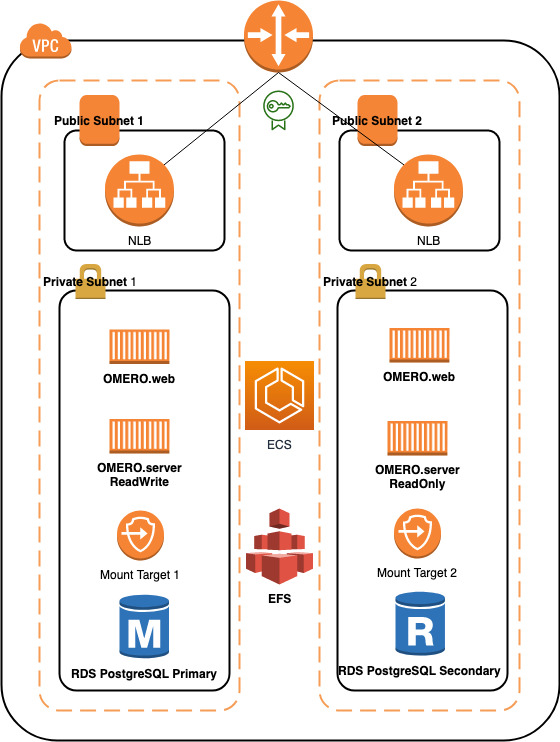 VPC
Public Subnet 1
Public Subnet 2
NLB
NLB
Private Subnet 1
Private Subnet 2
OMERO.web
OMERO.web
ECS
OMERO.server
ReadWrite
OMERO.server
ReadOnly
Mount Target 1
Mount Target 2
EFS
M
R
RDS PostgreSQL Primary
RDS PostgreSQL Secondary